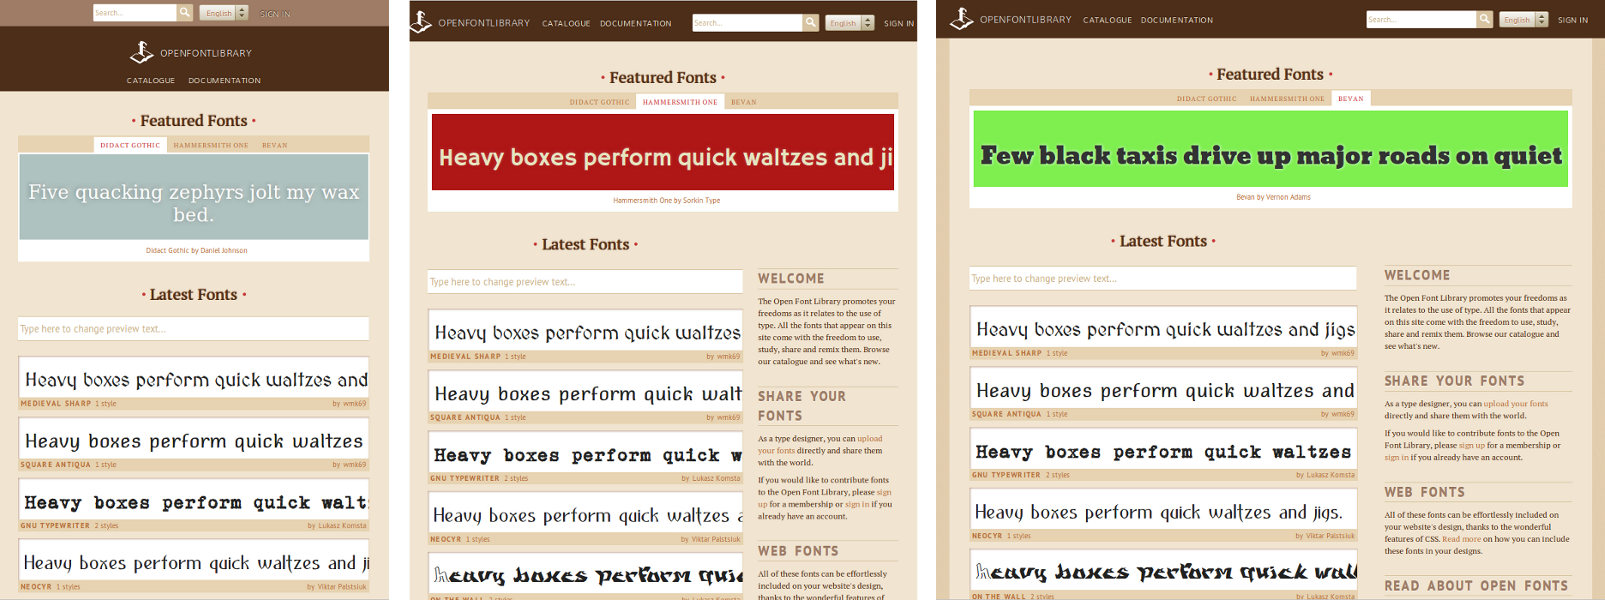 Search...
English
SIGN IN
OPENFONTLIBRARY
CATALOGUE DOCUMENTATION
• Featured Fonts •
DIDACT GOTHIC HAMMERSMITH ONE BEVAN
Five quacking zephyrs jolt my wax
bed.
Didact Gothic by Daniel Johnson
• Latest Fonts •
Type here to change preview text...
Heavy boxes perform quick waltzes and
MEDIEVAL SHARP 1 style by wmk69
Heavy boxes perform quick waltzes
SQUARE ANTIQUA 1 style by wmk69
Heavy boxes perform quick walt
GNU TYPEWRITER 2 styles by Lukasz Komsta
Heavy boxes perform quick waltzes and ji
NEOCYR 1 styles by Viktar Palstsiuk
OPENFONTLIBRARY CATALOGUE DOCUMENTATION Search... English SIGN IN
• Featured Fonts •
DIDACT GOTHIC HAMMERSMITH ONE BEVAN
Heavy boxes perform quick waltzes and ji
Hammersmith One by Sorkin Type
• Latest Fonts •
Type here to change preview text...
Heavy boxes perform quick waltzes
MEDIEVAL SHARP 1 style by wmk69
Heavy boxes perform quick walt
SQUARE ANTIQUA 1 style by wmk69
Heavy boxes perform quick w
GNU TYPEWRITER 2 styles by Lukasz Komsta
Heavy boxes perform quick waltzes a
NEOCYR 1 styles by Viktar Palstsiuk
heavy boxes perform quic
ON THE WALL 2 styles by Lukasz Komsta
WELCOME
The Open Font Library promotes your
freedoms as it relates to the use of
type. All the fonts that appear on this
site come with the freedom to use,
study, share and remix them. Browse
our catalogue and see what's new.
SHARE YOUR
FONTS
As a type designer, you can upload
your fonts directly and share them
with the world.
If you would like to contribute fonts
to the Open Font Library, please sign
up for a membership or sign in if you
already have an account.
WEB FONTS
All of these fonts can be effortlessly
included on your website's design,
thanks to the wonderful features of
OPENFONTLIBRARY CATALOGUE DOCUMENTATION Search... English SIGN IN
• Featured Fonts •
DIDACT GOTHIC HAMMERSMITH ONE BEVAN
Few black taxis drive up major roads on quiet
Bevan by Vernon Adams
• Latest Fonts •
Type here to change preview text...
Heavy boxes perform quick waltzes and jigs
MEDIEVAL SHARP 1 style by wmk69
Heavy boxes perform quick waltzes and
SQUARE ANTIQUA 1 style by wmk69
Heavy boxes perform quick waltzes
GNU TYPEWRITER 2 styles by Lukasz Komsta
Heavy boxes perform quick waltzes and jigs.
NEOCYR 1 styles by Viktar Palstsiuk
heavy boxes perform quick wal
ON THE WALL 2 styles by Lukasz Komsta
WELCOME
The Open Font Library promotes your freedoms as
it relates to the use of type. All the fonts that appear
on this site come with the freedom to use, study,
share and remix them. Browse our catalogue and
see what's new.
SHARE YOUR FONTS
As a type designer, you can upload your fonts
directly and share them with the world.
If you would like to contribute fonts to the Open
Font Library, please sign up for a membership or
sign in if you already have an account.
WEB FONTS
All of these fonts can be effortlessly included on
your website's design, thanks to the wonderful
features of CSS. Read more on how you can include
these fonts in your designs.
READ ABOUT OPEN FONTS